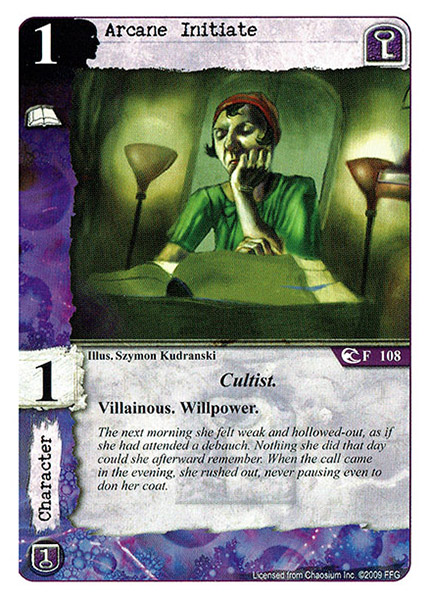 1
Arcane Initiate
Illus. Szymon Kudranski
F 108
1
Cultist.
Villainous. Willpower.
The next morning she felt weak and hollowed-out, as if
she had attended a debauch. Nothing she did that day
could she afterward remember. When the call came
in the evening, she rushed out, never pausing even to
don her coat.
Character
1
Licensed from Chaosium Inc. ©2009 FFG